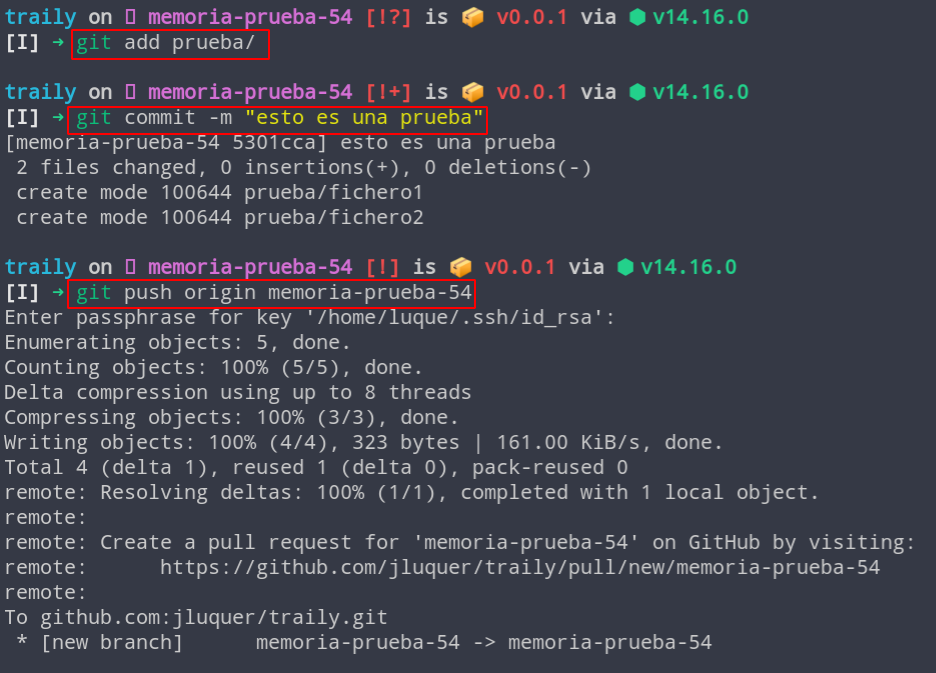 traily on memoria-prueba-54 [!?] is 📦 v0.0.1 via ⬢ v14.16.0
[I] → git add prueba/
traily on memoria-prueba-54 [!+] is 📦 v0.0.1 via ⬢ v14.16.0
[I] → git commit -m "esto es una prueba"
[memoria-prueba-54 5301cca] esto es una prueba
2 files changed, 0 insertions(+), 0 deletions(-)
create mode 100644 prueba/fichero1
create mode 100644 prueba/fichero2
traily on memoria-prueba-54 [!] is 📦 v0.0.1 via ⬢ v14.16.0
[I] → git push origin memoria-prueba-54
Enter passphrase for key '/home/luque/.ssh/id_rsa':
Enumerating objects: 5, done.
Counting objects: 100% (5/5), done.
Delta compression using up to 8 threads
Compressing objects: 100% (3/3), done.
Writing objects: 100% (4/4), 323 bytes | 161.00 KiB/s, done.
Total 4 (delta 1), reused 1 (delta 0), pack-reused 0
remote: Resolving deltas: 100% (1/1), completed with 1 local object.
remote:
remote: Create a pull request for 'memoria-prueba-54' on GitHub by visiting:
remote:      https://github.com/jluquer/traily/pull/new/memoria-prueba-54
remote:
To github.com:jluquer/traily.git
* [new branch]      memoria-prueba-54 -> memoria-prueba-54